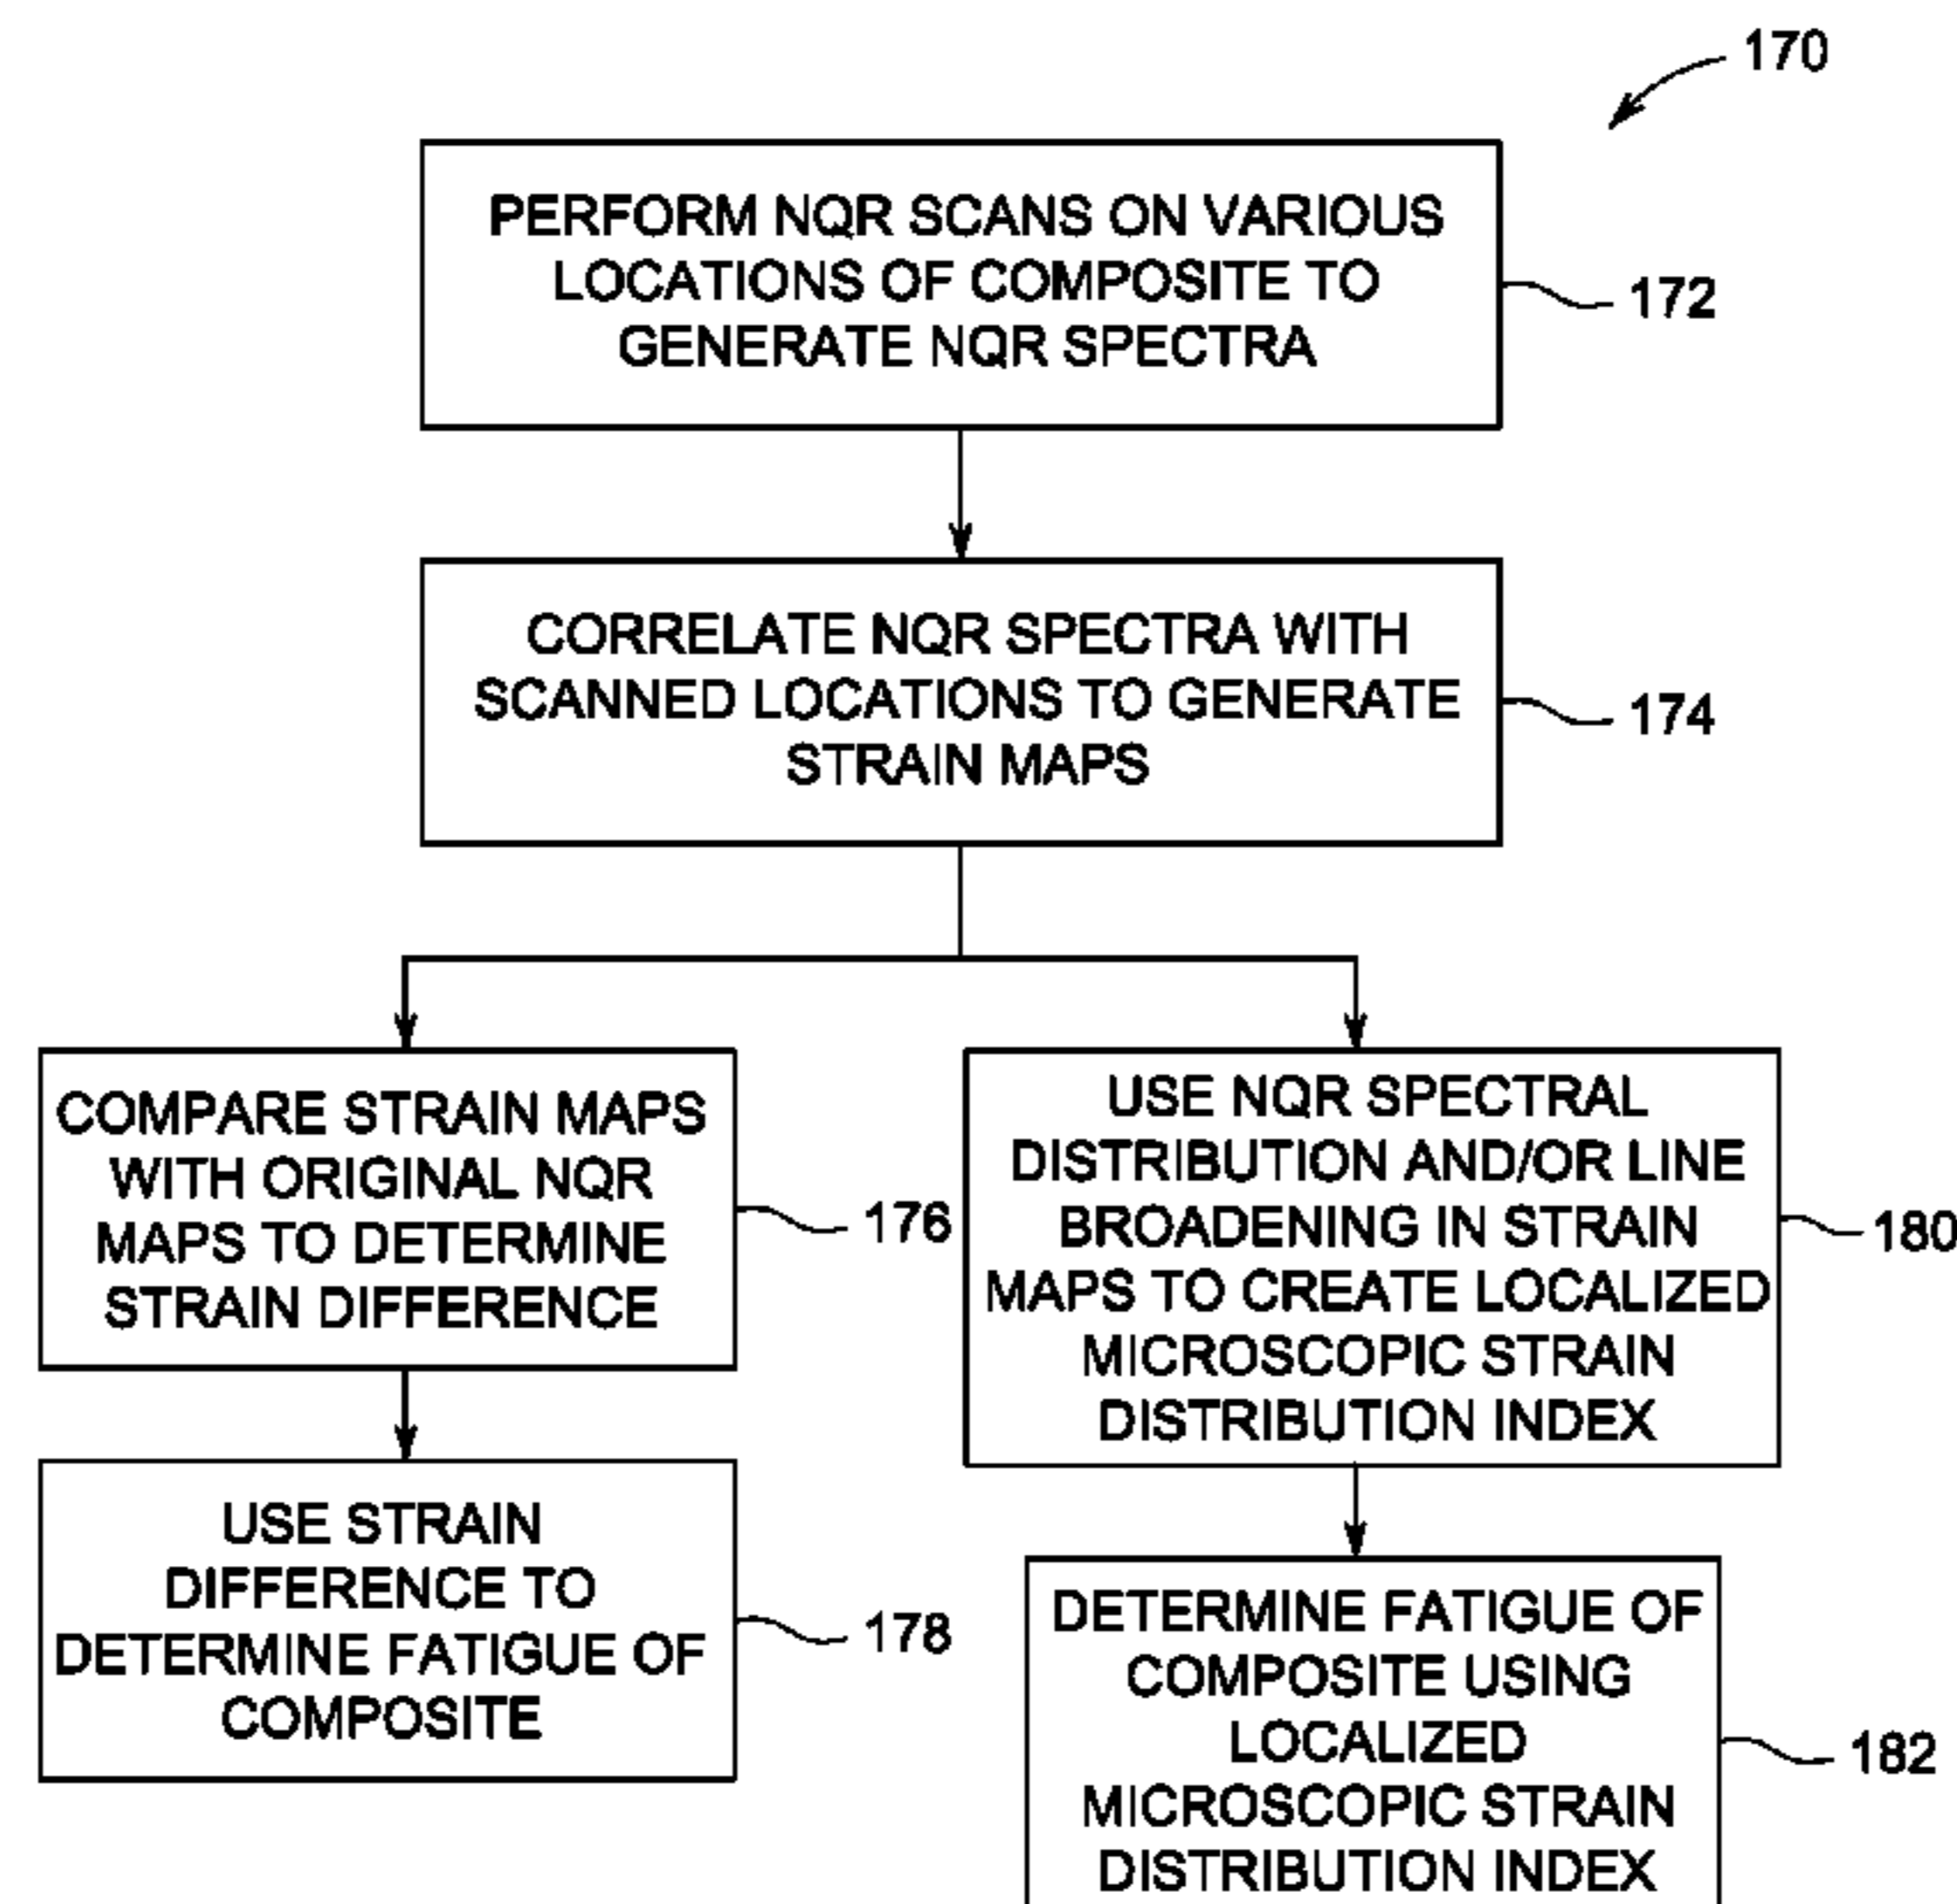 170
PERFORM NQR SCANS ON VARIOUS
LOCATIONS OF COMPOSITE TO
GENERATE NQR SPECTRA
172
CORRELATE NQR SPECTRA WITH
SCANNED LOCATIONS TO GENERATE
STRAIN MAPS
174
COMPARE STRAIN MAPS
WITH ORIGINAL NQR
MAPS TO DETERMINE
STRAIN DIFFERENCE
176
USE STRAIN
DIFFERENCE TO
DETERMINE FATIGUE OF
COMPOSITE
178
USE NQR SPECTRAL
DISTRIBUTION AND/OR LINE
BROADENING IN STRAIN
MAPS TO CREATE LOCALIZED
MICROSCOPIC STRAIN
DISTRIBUTION INDEX
180
DETERMINE FATIGUE OF
COMPOSITE USING
LOCALIZED
MICROSCOPIC STRAIN
DISTRIBUTION INDEX
182